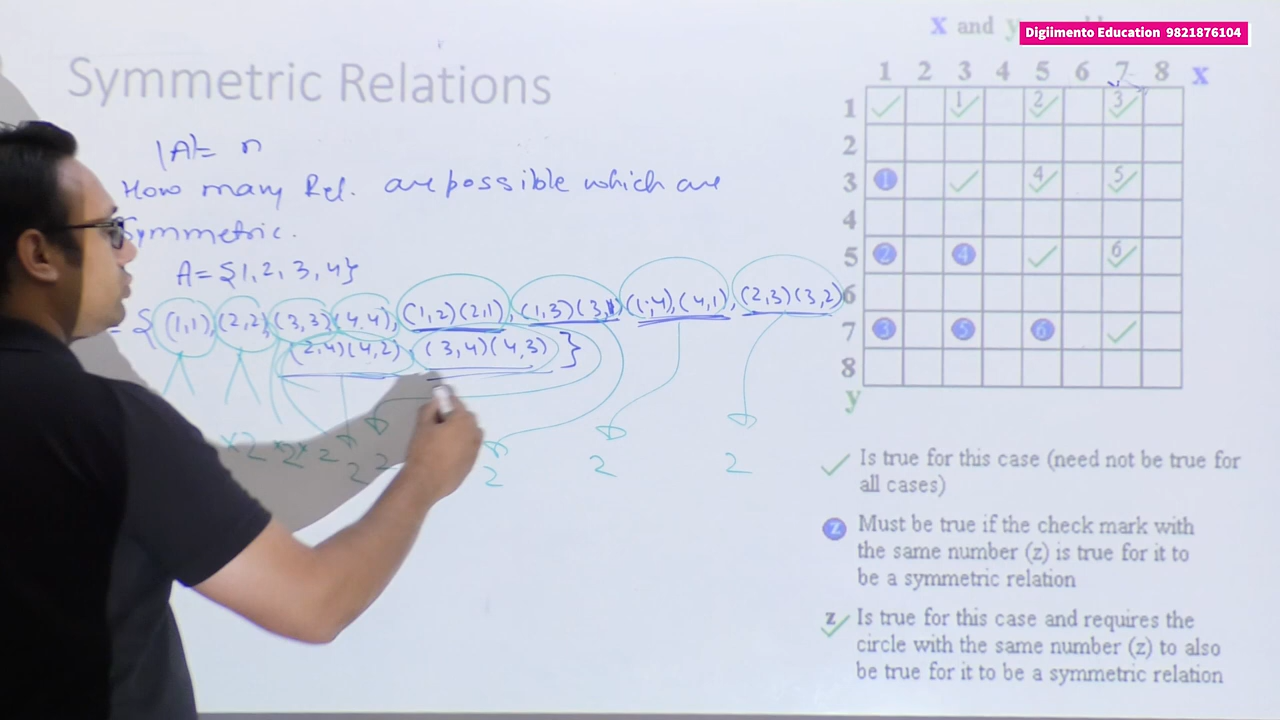 x and y
Digiimento Education 9821876104
Symmetric Relations
|A|= n
How many Rel. are possible which are
Symmetric.
A={1,2,3,4}
= { (1,1),(2,2),(3,3)(4,4),(1,2)(2,1),(1,3)(3,1)(1,4),(4,1),(2,3)(3,2)
(2,4)(4,2),(3,4)(4,3) }
×2 ×2× 2
2 2 2 2 2
1 2 3 4 5 6 7 8 x
1 1 2 3
2
3 1 4 5
4
5 2 4 6
6
7 3 5 6
8
y
Is true for this case (need not be true for
all cases)
z Must be true if the check mark with
the same number (z) is true for it to
be a symmetric relation
z Is true for this case and requires the
circle with the same number (z) to also
be true for it to be a symmetric relation